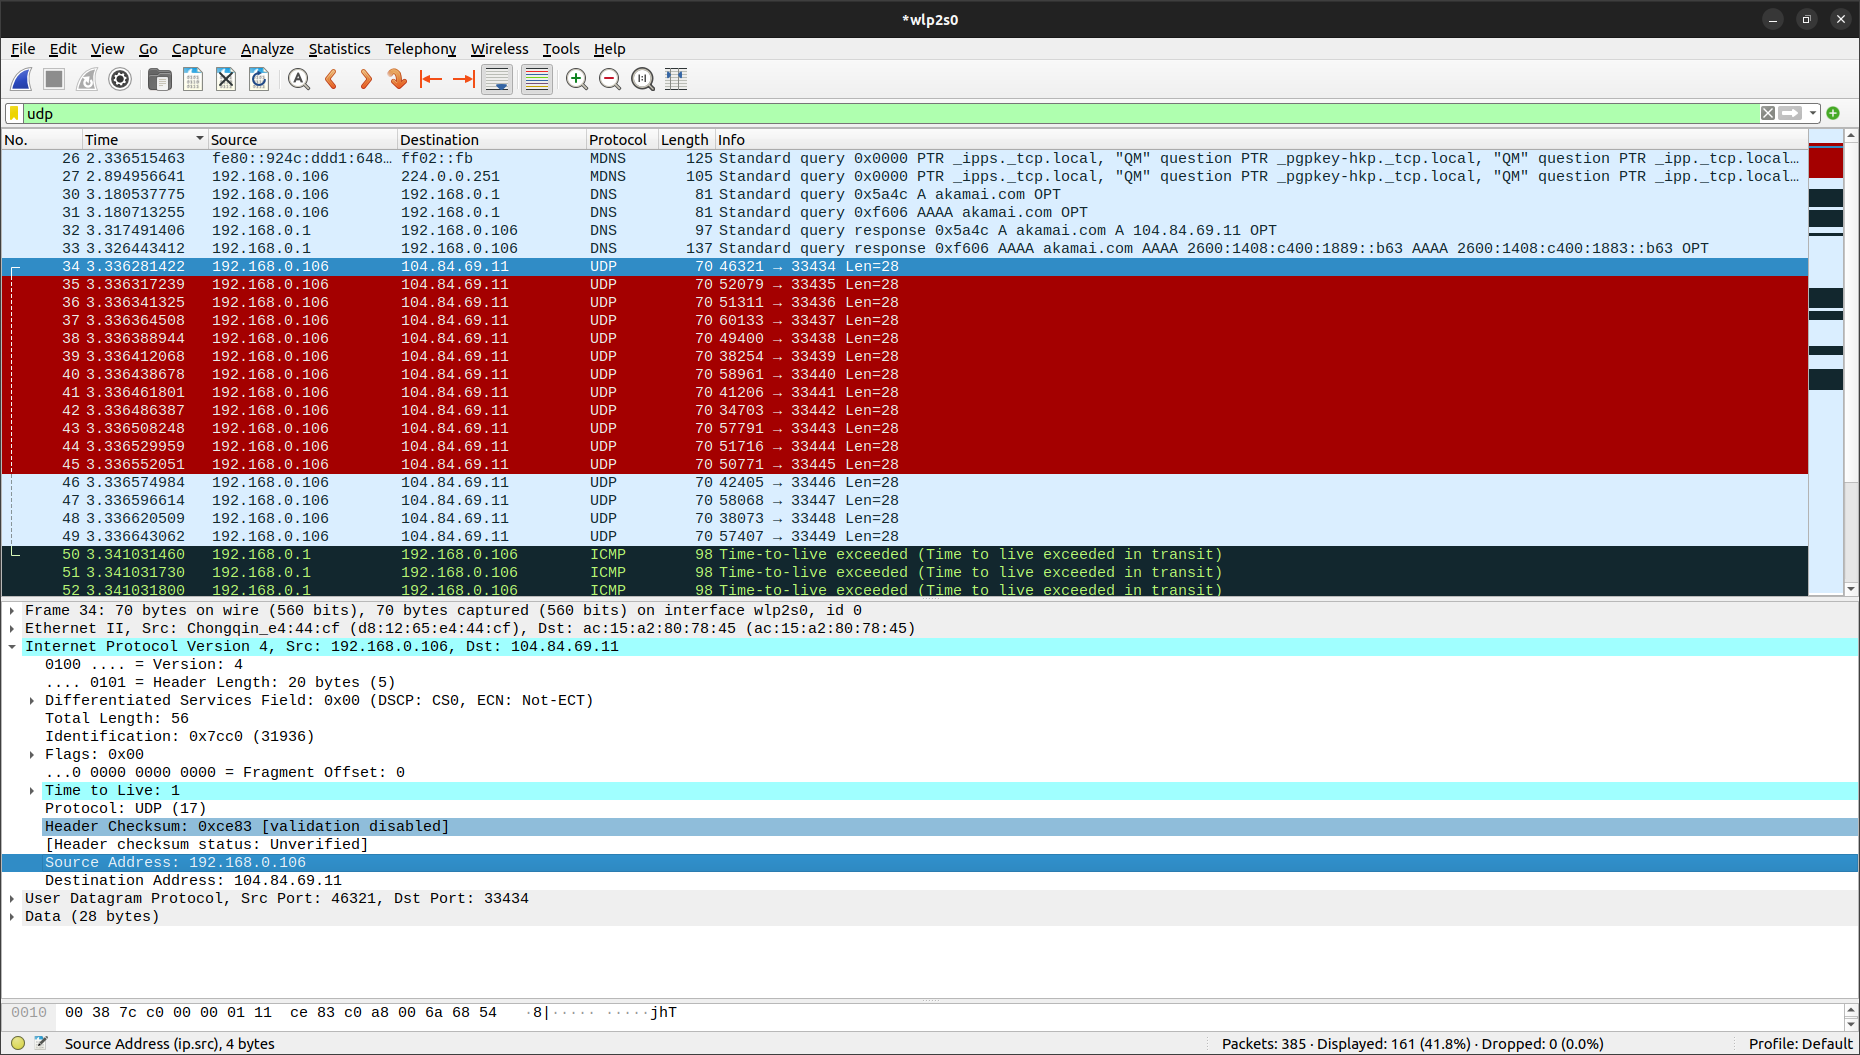 *wlp2s0
File Edit View Go Capture Analyze Statistics Telephony Wireless Tools Help
udp
No. Time Source Destination Protocol Length Info
26 2.336515463 fe80::924c:ddd1:648… ff02::fb MDNS 125 Standard query 0x0000 PTR _ipps._tcp.local, "QM" question PTR _pgpkey-hkp._tcp.local, "QM" question PTR _ipp._tcp.local…
27 2.894956641 192.168.0.106 224.0.0.251 MDNS 105 Standard query 0x0000 PTR _ipps._tcp.local, "QM" question PTR _pgpkey-hkp._tcp.local, "QM" question PTR _ipp._tcp.local…
30 3.180537775 192.168.0.106 192.168.0.1 DNS 81 Standard query 0x5a4c A akamai.com OPT
31 3.180713255 192.168.0.106 192.168.0.1 DNS 81 Standard query 0xf606 AAAA akamai.com OPT
32 3.317491406 192.168.0.1 192.168.0.106 DNS 97 Standard query response 0x5a4c A akamai.com A 104.84.69.11 OPT
33 3.326443412 192.168.0.1 192.168.0.106 DNS 137 Standard query response 0xf606 AAAA akamai.com AAAA 2600:1408:c400:1889::b63 AAAA 2600:1408:c400:1883::b63 OPT
34 3.336281422 192.168.0.106 104.84.69.11 UDP 70 46321 → 33434 Len=28
35 3.336317239 192.168.0.106 104.84.69.11 UDP 70 52079 → 33435 Len=28
36 3.336341325 192.168.0.106 104.84.69.11 UDP 70 51311 → 33436 Len=28
37 3.336364508 192.168.0.106 104.84.69.11 UDP 70 60133 → 33437 Len=28
38 3.336388944 192.168.0.106 104.84.69.11 UDP 70 49400 → 33438 Len=28
39 3.336412068 192.168.0.106 104.84.69.11 UDP 70 38254 → 33439 Len=28
40 3.336438678 192.168.0.106 104.84.69.11 UDP 70 58961 → 33440 Len=28
41 3.336461801 192.168.0.106 104.84.69.11 UDP 70 41206 → 33441 Len=28
42 3.336486387 192.168.0.106 104.84.69.11 UDP 70 34703 → 33442 Len=28
43 3.336508248 192.168.0.106 104.84.69.11 UDP 70 57791 → 33443 Len=28
44 3.336529959 192.168.0.106 104.84.69.11 UDP 70 51716 → 33444 Len=28
45 3.336552051 192.168.0.106 104.84.69.11 UDP 70 50771 → 33445 Len=28
46 3.336574984 192.168.0.106 104.84.69.11 UDP 70 42405 → 33446 Len=28
47 3.336596614 192.168.0.106 104.84.69.11 UDP 70 58068 → 33447 Len=28
48 3.336620509 192.168.0.106 104.84.69.11 UDP 70 38073 → 33448 Len=28
49 3.336643062 192.168.0.106 104.84.69.11 UDP 70 57407 → 33449 Len=28
50 3.341031460 192.168.0.1 192.168.0.106 ICMP 98 Time-to-live exceeded (Time to live exceeded in transit)
51 3.341031730 192.168.0.1 192.168.0.106 ICMP 98 Time-to-live exceeded (Time to live exceeded in transit)
52 3.341031800 192.168.0.1 192.168.0.106 ICMP 98 Time-to-live exceeded (Time to live exceeded in transit)
Frame 34: 70 bytes on wire (560 bits), 70 bytes captured (560 bits) on interface wlp2s0, id 0
Ethernet II, Src: Chongqin_e4:44:cf (d8:12:65:e4:44:cf), Dst: ac:15:a2:80:78:45 (ac:15:a2:80:78:45)
Internet Protocol Version 4, Src: 192.168.0.106, Dst: 104.84.69.11
0100 .... = Version: 4
.... 0101 = Header Length: 20 bytes (5)
Differentiated Services Field: 0x00 (DSCP: CS0, ECN: Not-ECT)
Total Length: 56
Identification: 0x7cc0 (31936)
Flags: 0x00
...0 0000 0000 0000 = Fragment Offset: 0
Time to Live: 1
Protocol: UDP (17)
Header Checksum: 0xce83 [validation disabled]
[Header checksum status: Unverified]
Source Address: 192.168.0.106
Destination Address: 104.84.69.11
User Datagram Protocol, Src Port: 46321, Dst Port: 33434
Data (28 bytes)
0010 00 38 7c c0 00 00 01 11 ce 83 c0 a8 00 6a 68 54 ·8|····· ·····jhT
Source Address (ip.src), 4 bytes Packets: 385 · Displayed: 161 (41.8%) · Dropped: 0 (0.0%) Profile: Default